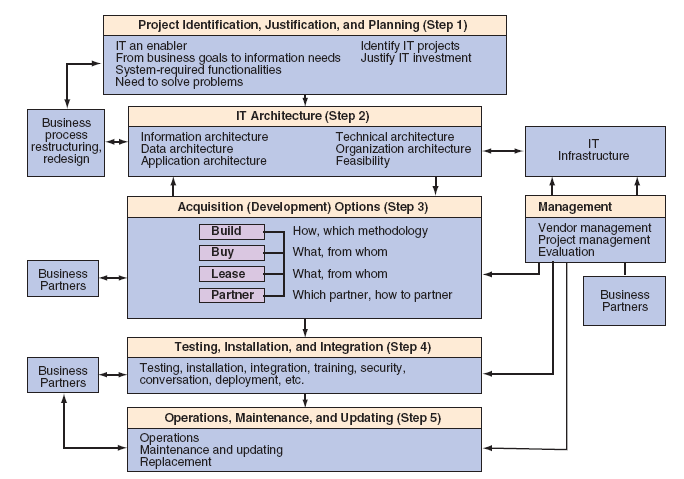 Project Identification, Justification, and Planning (Step 1)
IT an enabler
From business goals to information needs
System-required functionalities
Need to solve problems
Identify IT projects
Justify IT investment
Business
process
restructuring,
redesign
IT Architecture (Step 2)
Information architecture
Data architecture
Application architecture
Technical architecture
Organization architecture
Feasibility
IT
Infrastructure
Acquisition (Development) Options (Step 3)
Build
How, which methodology
Buy
What, from whom
Lease
What, from whom
Partner
Which partner, how to partner
Management
Vendor management
Project management
Evaluation
Business
Partners
Business
Partners
Testing, Installation, and Integration (Step 4)
Testing, installation, integration, training, security,
conversation, deployment, etc.
Business
Partners
Operations, Maintenance, and Updating (Step 5)
Operations
Maintenance and updating
Replacement